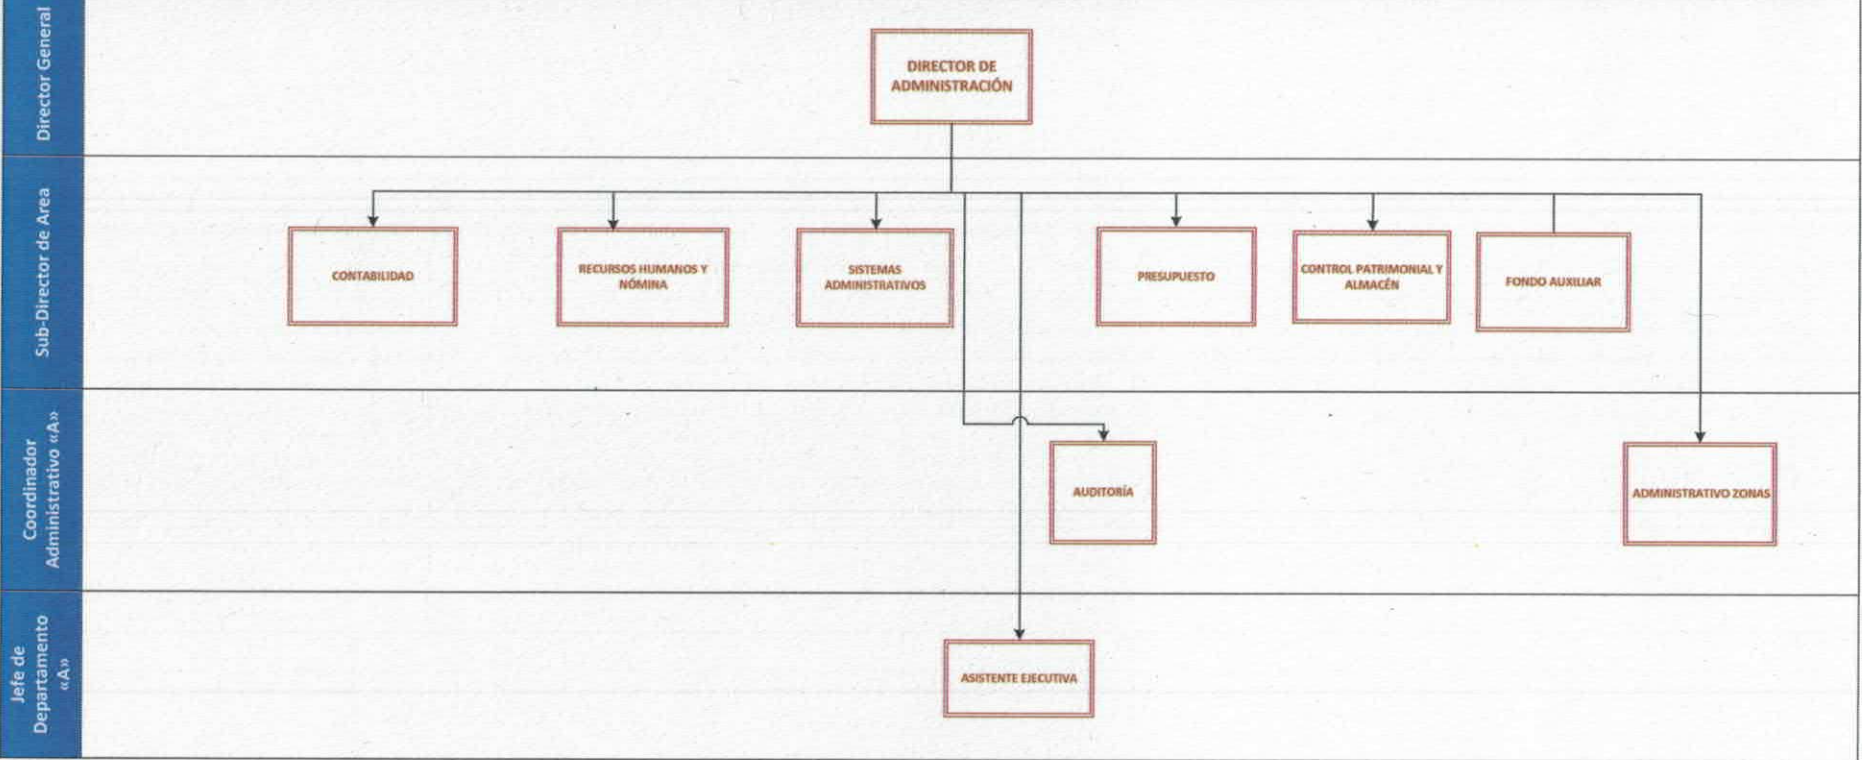 Director General
DIRECTOR DE
ADMINISTRACIÓN
Sub-Director de Area
CONTABILIDAD
RECURSOS HUMANOS Y
NÓMINA
SISTEMAS
ADMINISTRATIVOS
PRESUPUESTO
CONTROL PATRIMONIAL Y
ALMACÉN
FONDO AUXILIAR
Coordinador
Administrativo «A»
AUDITORÍA
ADMINISTRATIVO ZONAS
Jefe de
Departamento
«A»
ASISTENTE EJECUTIVA